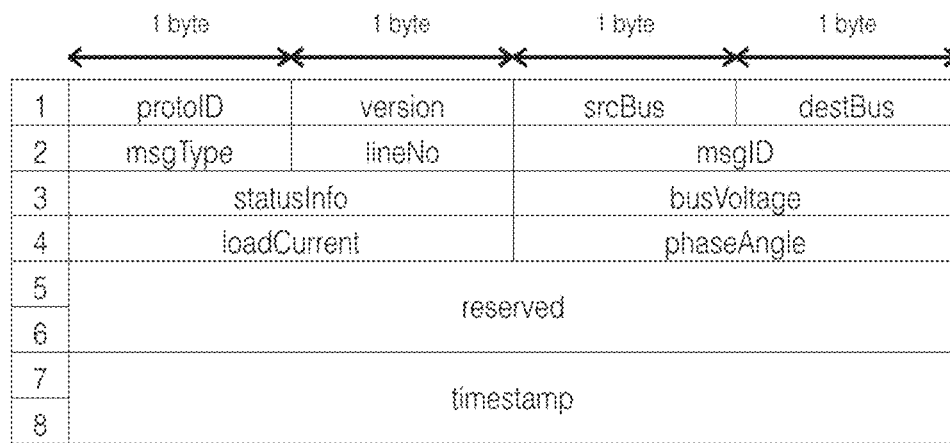 1 byte 1 byte 1 byte 1 byte
1 protoID version srcBus destBus
2 msgType lineNo msgID
3 statusInfo busVoltage
4 loadCurrent phaseAngle
5
reserved
6
7
timestamp
8